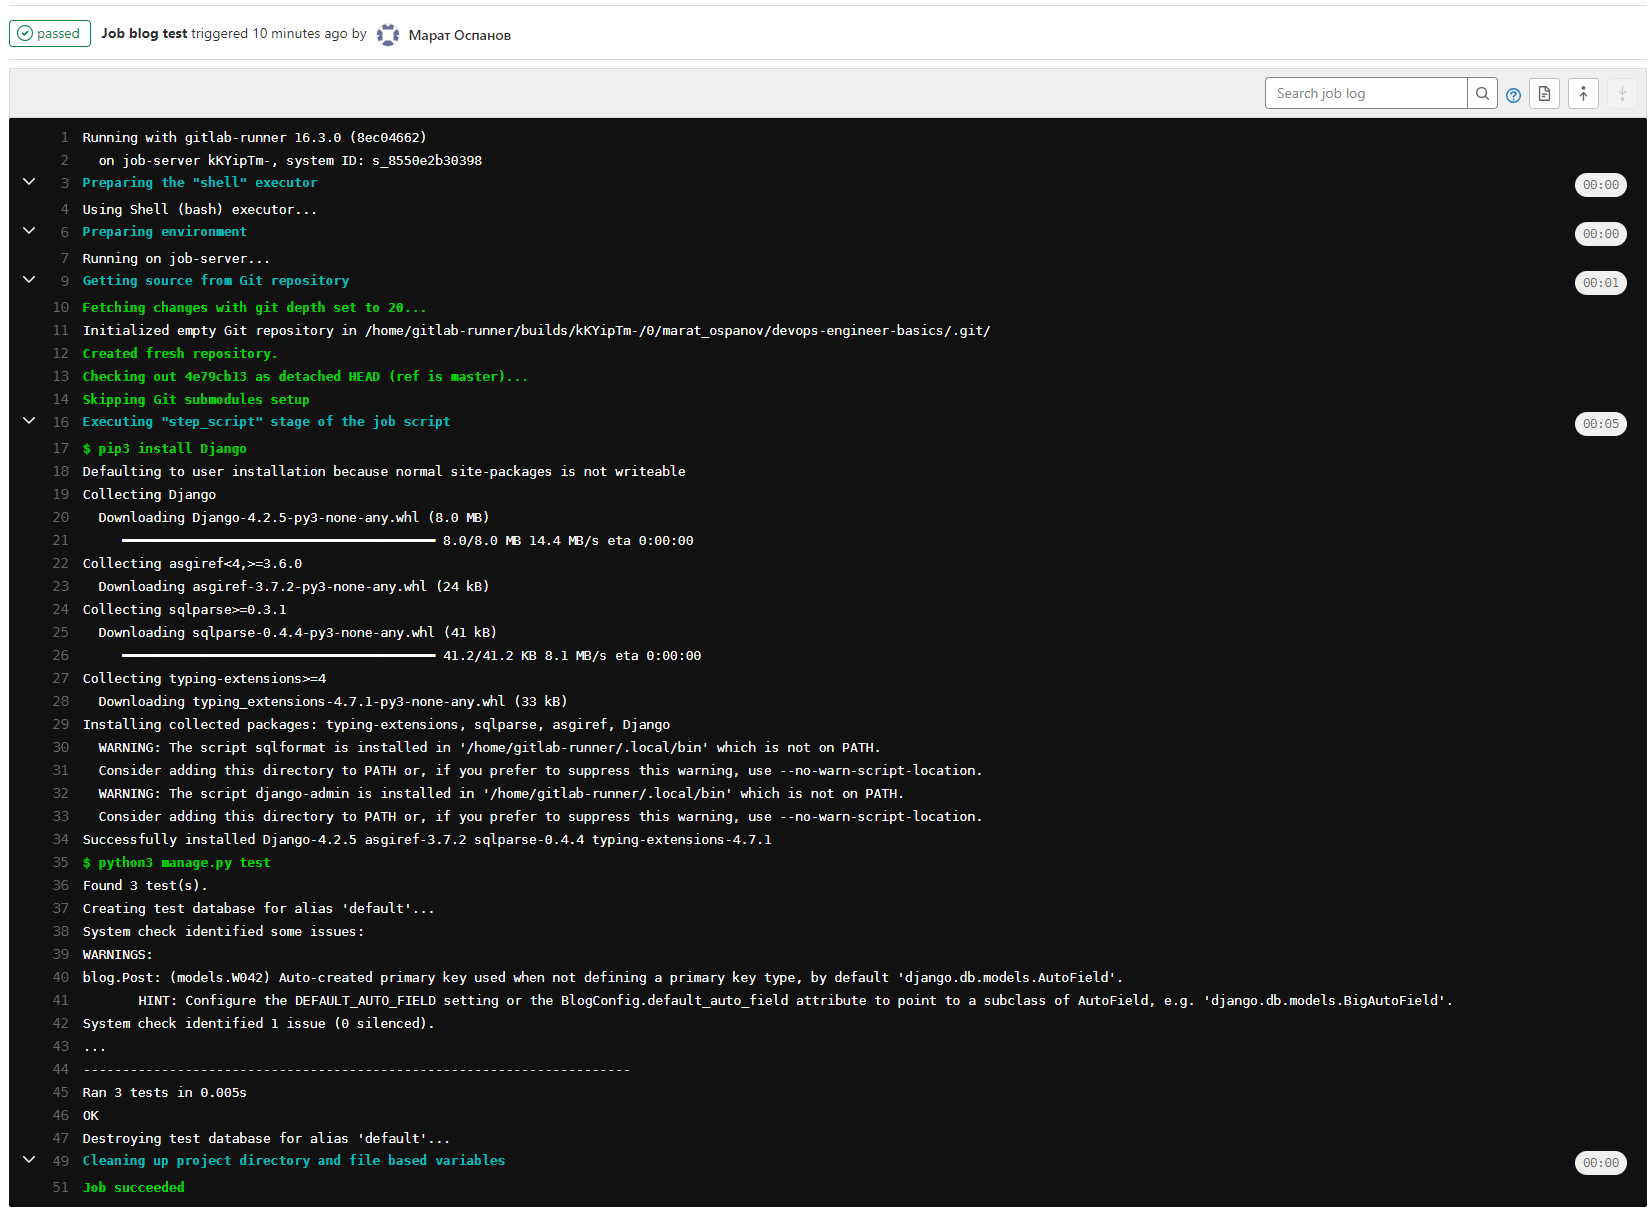 passed Job blog test triggered 10 minutes ago by Марат Оспанов
Search job log
1 Running with gitlab-runner 16.3.0 (8ec04662)
2 on job-server kKYipTm-, system ID: s_8550e2b30398
3 Preparing the "shell" executor 00:00
4 Using Shell (bash) executor...
6 Preparing environment 00:00
7 Running on job-server...
9 Getting source from Git repository 00:01
10 Fetching changes with git depth set to 20...
11 Initialized empty Git repository in /home/gitlab-runner/builds/kKYipTm-/0/marat_ospanov/devops-engineer-basics/.git/
12 Created fresh repository.
13 Checking out 4e79cb13 as detached HEAD (ref is master)...
14 Skipping Git submodules setup
16 Executing "step_script" stage of the job script 00:05
17 $ pip3 install Django
18 Defaulting to user installation because normal site-packages is not writeable
19 Collecting Django
20 Downloading Django-4.2.5-py3-none-any.whl (8.0 MB)
21 ━━━━━━━━━━━━━━━━━━━━━━━━━━━━━━━━━━━━━━━━ 8.0/8.0 MB 14.4 MB/s eta 0:00:00
22 Collecting asgiref<4,>=3.6.0
23 Downloading asgiref-3.7.2-py3-none-any.whl (24 kB)
24 Collecting sqlparse>=0.3.1
25 Downloading sqlparse-0.4.4-py3-none-any.whl (41 kB)
26 ━━━━━━━━━━━━━━━━━━━━━━━━━━━━━━━━━━━━━━━━ 41.2/41.2 KB 8.1 MB/s eta 0:00:00
27 Collecting typing-extensions>=4
28 Downloading typing_extensions-4.7.1-py3-none-any.whl (33 kB)
29 Installing collected packages: typing-extensions, sqlparse, asgiref, Django
30 WARNING: The script sqlformat is installed in '/home/gitlab-runner/.local/bin' which is not on PATH.
31 Consider adding this directory to PATH or, if you prefer to suppress this warning, use --no-warn-script-location.
32 WARNING: The script django-admin is installed in '/home/gitlab-runner/.local/bin' which is not on PATH.
33 Consider adding this directory to PATH or, if you prefer to suppress this warning, use --no-warn-script-location.
34 Successfully installed Django-4.2.5 asgiref-3.7.2 sqlparse-0.4.4 typing-extensions-4.7.1
35 $ python3 manage.py test
36 Found 3 test(s).
37 Creating test database for alias 'default'...
38 System check identified some issues:
39 WARNINGS:
40 blog.Post: (models.W042) Auto-created primary key used when not defining a primary key type, by default 'django.db.models.AutoField'.
41 HINT: Configure the DEFAULT_AUTO_FIELD setting or the BlogConfig.default_auto_field attribute to point to a subclass of AutoField, e.g. 'django.db.models.BigAutoField'.
42 System check identified 1 issue (0 silenced).
43 ...
44 ----------------------------------------------------------------------
45 Ran 3 tests in 0.005s
46 OK
47 Destroying test database for alias 'default'...
49 Cleaning up project directory and file based variables 00:00
51 Job succeeded